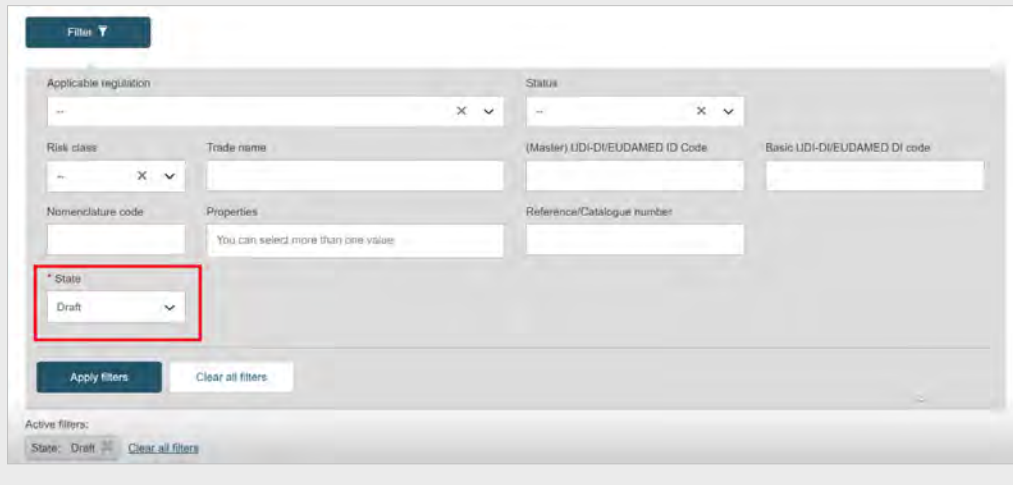 Filter
Applicable regulation Status
-- --
Risk class Trade name (Master) UDI-DI/EUDAMED ID Code Basic UDI-DI/EUDAMED DI code
--
Nomenclature code Properties Reference/Catalogue number
You can select more than one value
* State
Draft
Apply filters Clear all filters
Active filters:
State: Draft Clear all filters